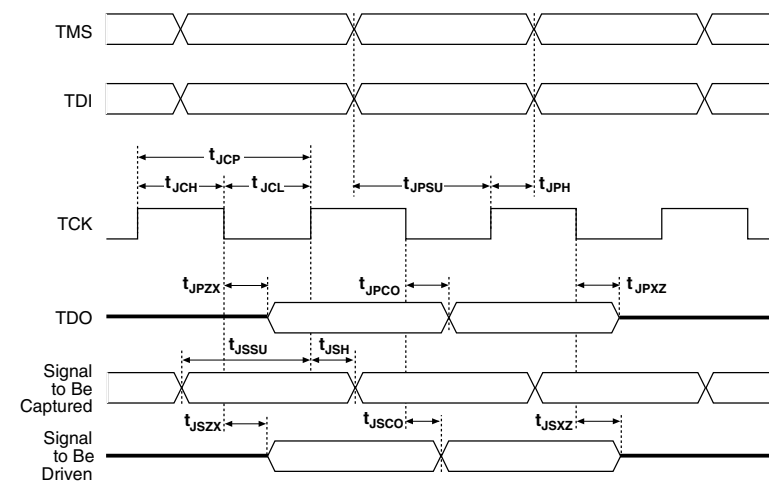 TMS
TDI
tJCP
tJCH tJCL tJPSU tJPH
TCK
tJPZX tJPCO tJPXZ
TDO
tJSSU tJSH
Signal
to Be
Captured
tJSZX tJSCO tJSXZ
Signal
to Be
Driven